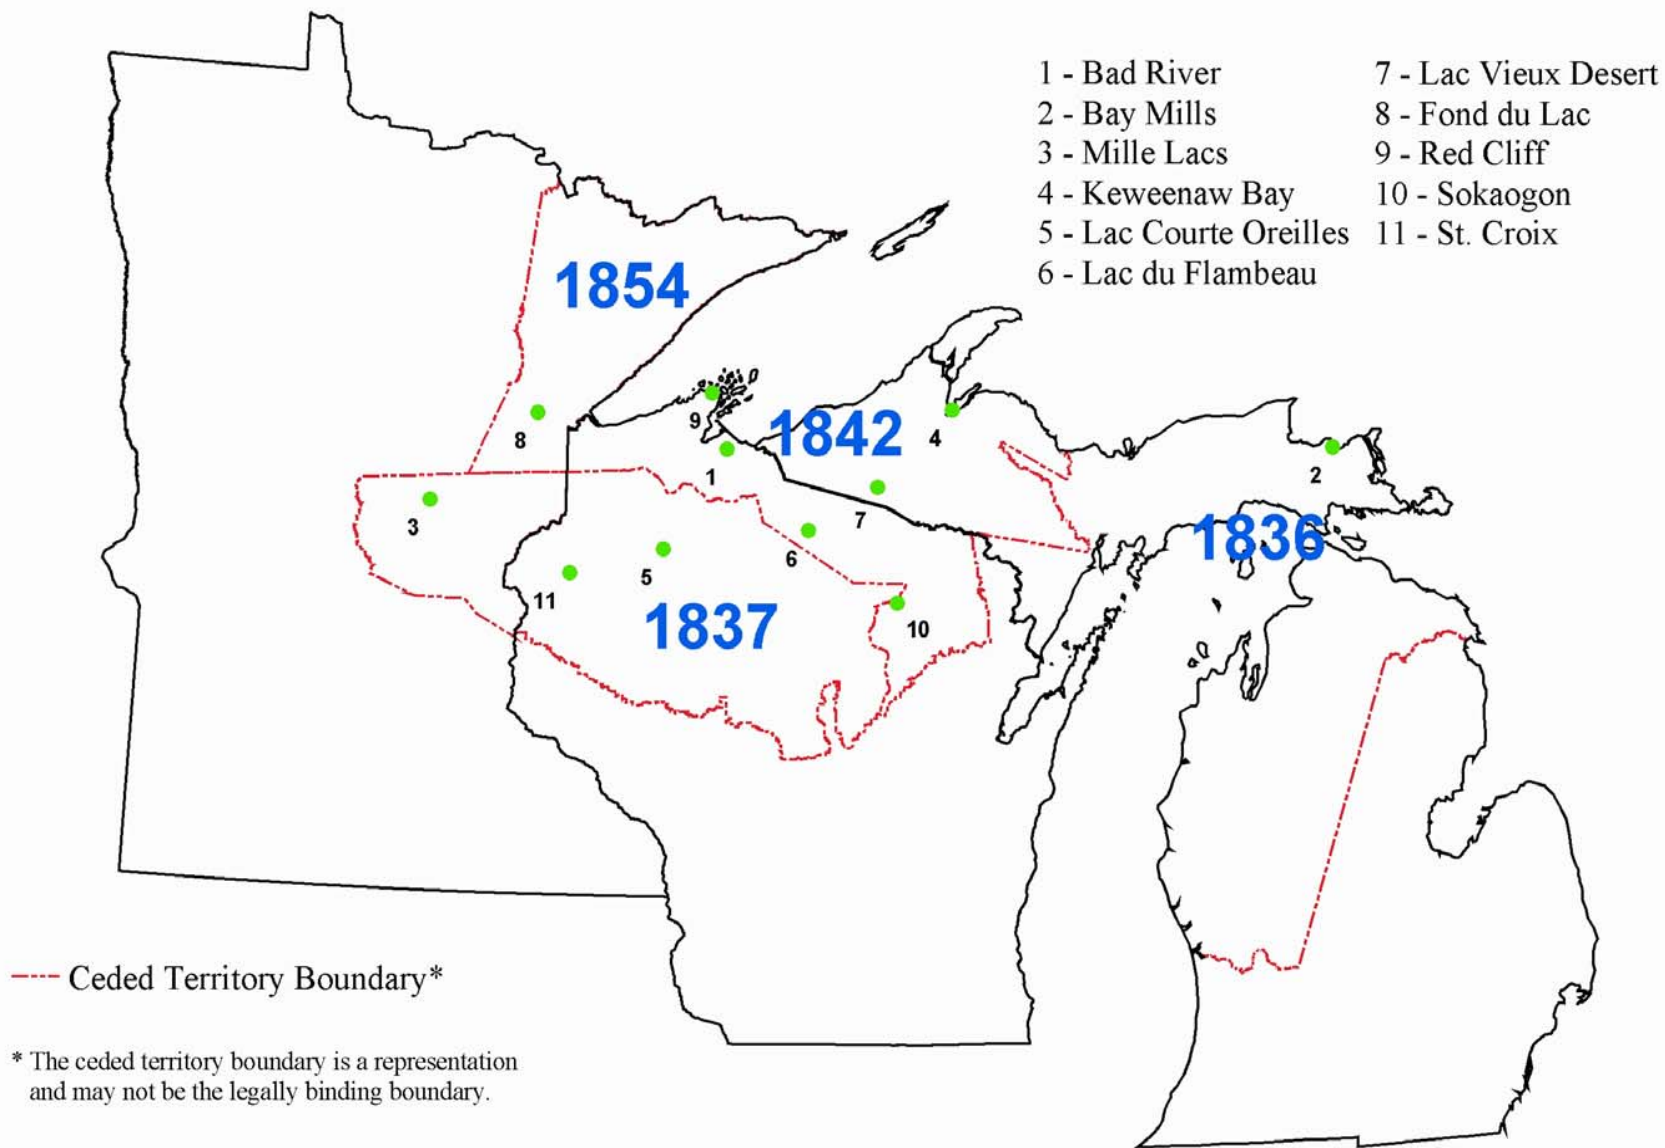 1 - Bad River
2 - Bay Mills
3 - Mille Lacs
4 - Keweenaw Bay
5 - Lac Courte Oreilles
6 - Lac du Flambeau
7 - Lac Vieux Desert
8 - Fond du Lac
9 - Red Cliff
10 - Sokaogon
11 - St. Croix
1854
9
1842
4
8
1
2
3
7
1836
6
5
11
1837
10
Ceded Territory Boundary*
* The ceded territory boundary is a representation
and may not be the legally binding boundary.